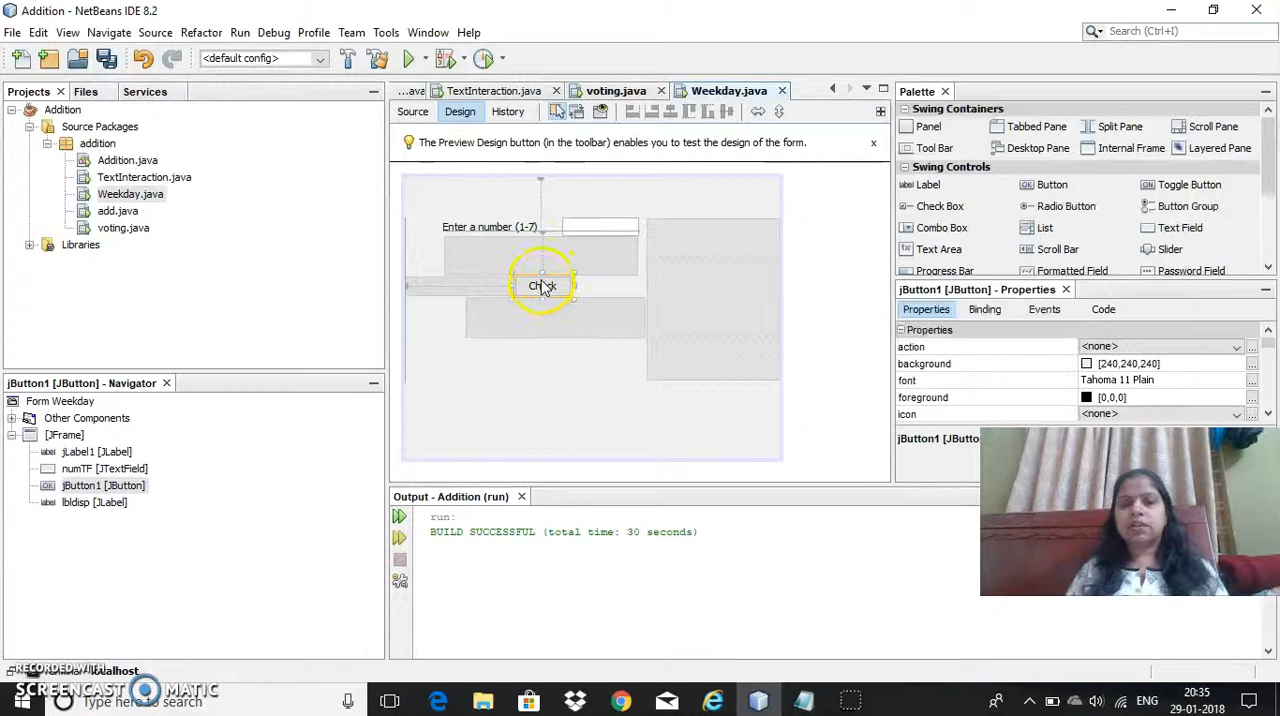 Addition - NetBeans IDE 8.2
File Edit View Navigate Source Refactor Run Debug Profile Team Tools Window Help
Search (Ctrl+I)
<default config>
Projects Files Services
...ava TextInteraction.java voting.java Weekday.java
Palette
Addition
Source Packages
addition
Addition.java
TextInteraction.java
Weekday.java
add.java
voting.java
Libraries
Source Design History
The Preview Design button (in the toolbar) enables you to test the design of the form.
Enter a number (1-7)
Swing Containers
Panel Tabbed Pane Split Pane Scroll Pane
Tool Bar Desktop Pane Internal Frame Layered Pane
Swing Controls
Label Button Toggle Button
Check Box Radio Button Button Group
Combo Box List Text Field
Text Area Scroll Bar Slider
Progress Bar Formatted Field Password Field
jButton1 [JButton] - Properties
Properties Binding Events Code
Properties
action <none>
background [240,240,240]
font Tahoma 11 Plain
foreground [0,0,0]
icon <none>
jButton1 [JButto
jButton1 [JButton] - Navigator
Form Weekday
Other Components
[JFrame]
jLabel1 [JLabel]
numTF [JTextField]
jButton1 [JButton]
lbldisp [JLabel]
Output - Addition (run)
run:
BUILD SUCCESSFUL (total time: 30 seconds)
RECORDED WITH
localhost
SCREENCAST MATIC
Type here to search
ENG
20:35
29-01-2018